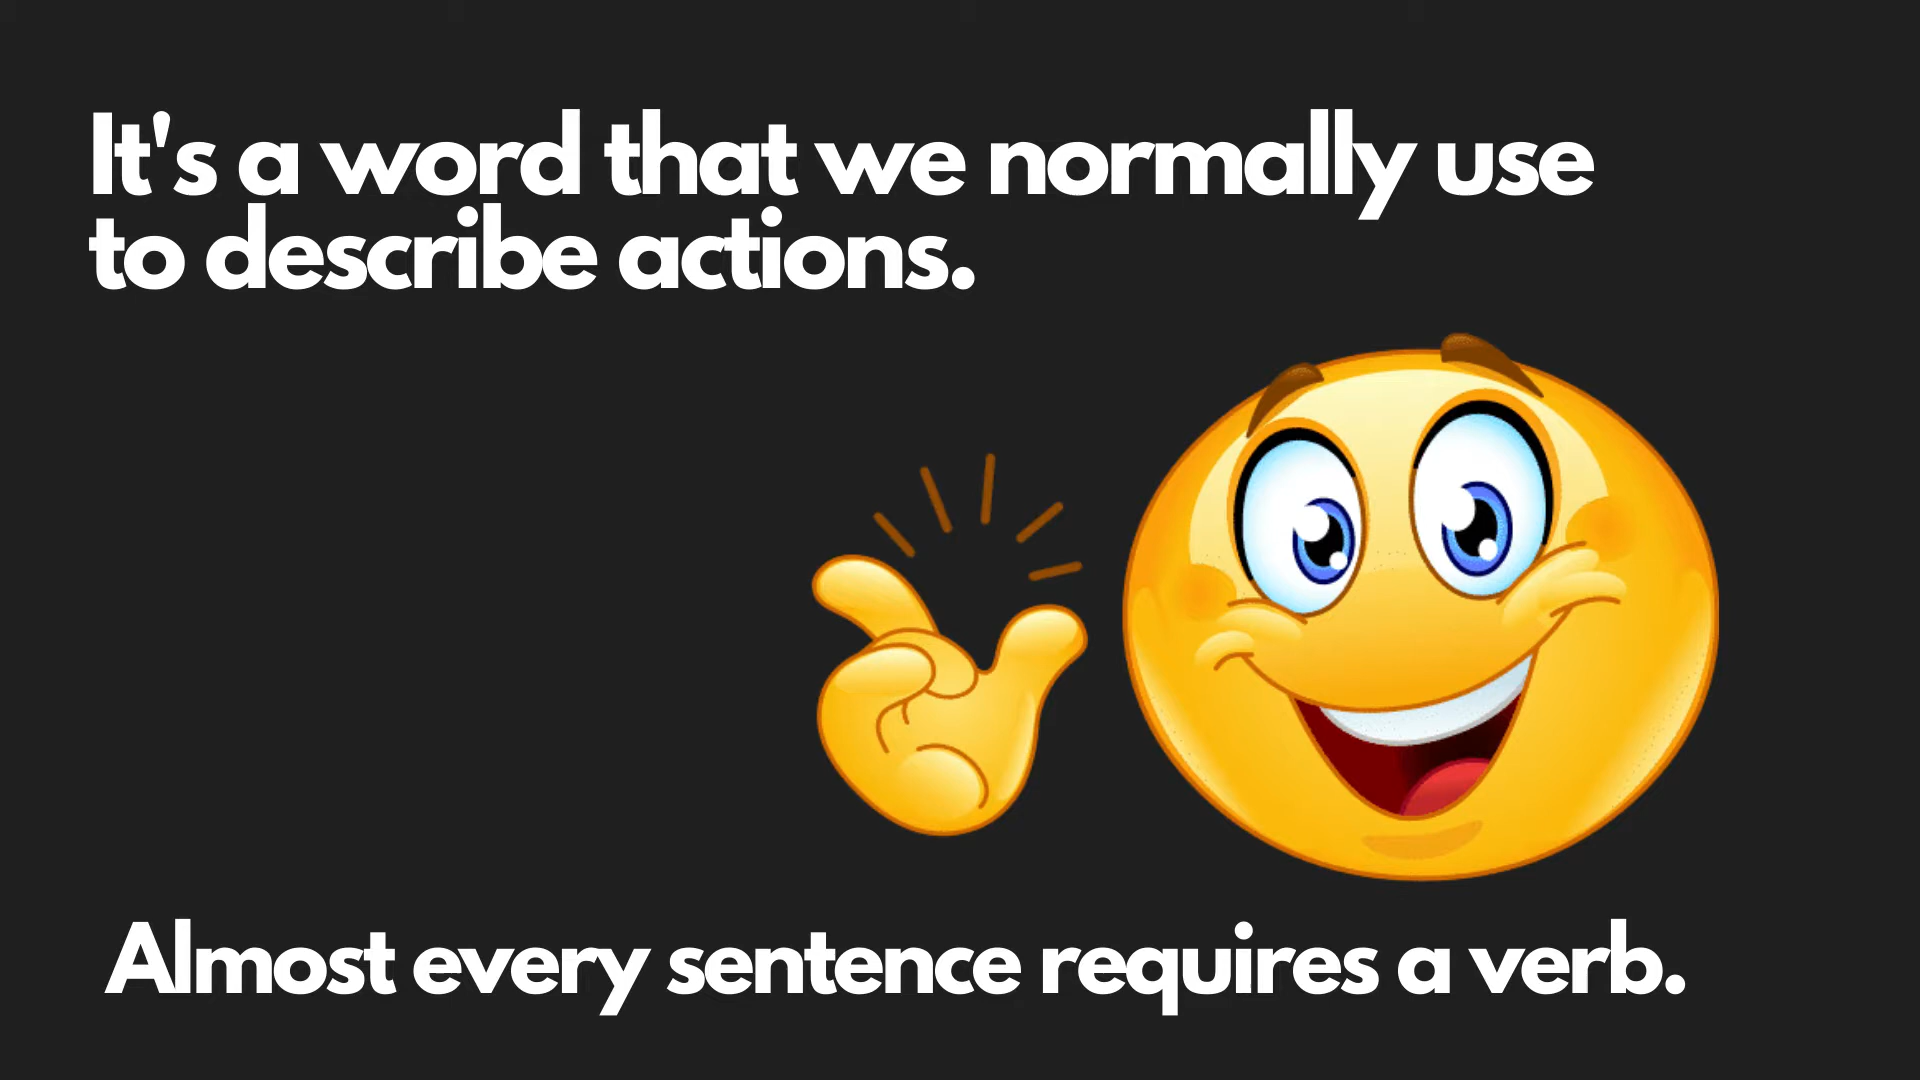 It's a word that we normally use
to describe actions.
Almost every sentence requires a verb.